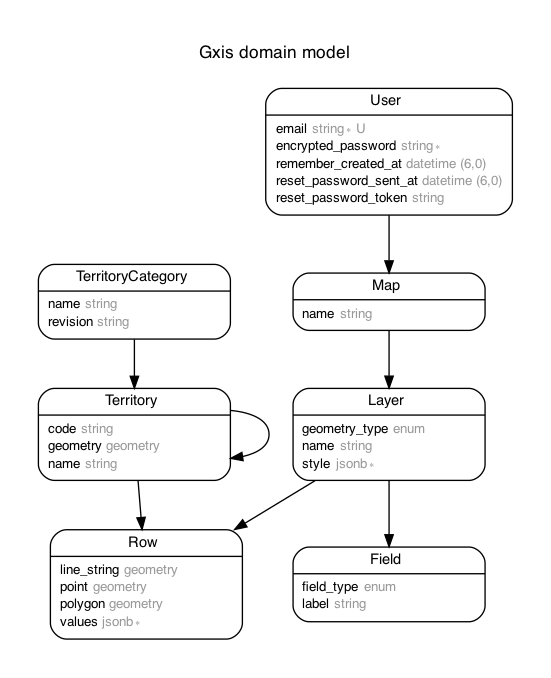 Gxis domain model
User
email string* U
encrypted_password string*
remember_created_at datetime (6,0)
reset_password_sent_at datetime (6,0)
reset_password_token string
TerritoryCategory
name string
revision string
Map
name string
Territory
code string
geometry geometry
name string
Layer
geometry_type enum
name string
style jsonb*
Row
line_string geometry
point geometry
polygon geometry
values jsonb*
Field
field_type enum
label string